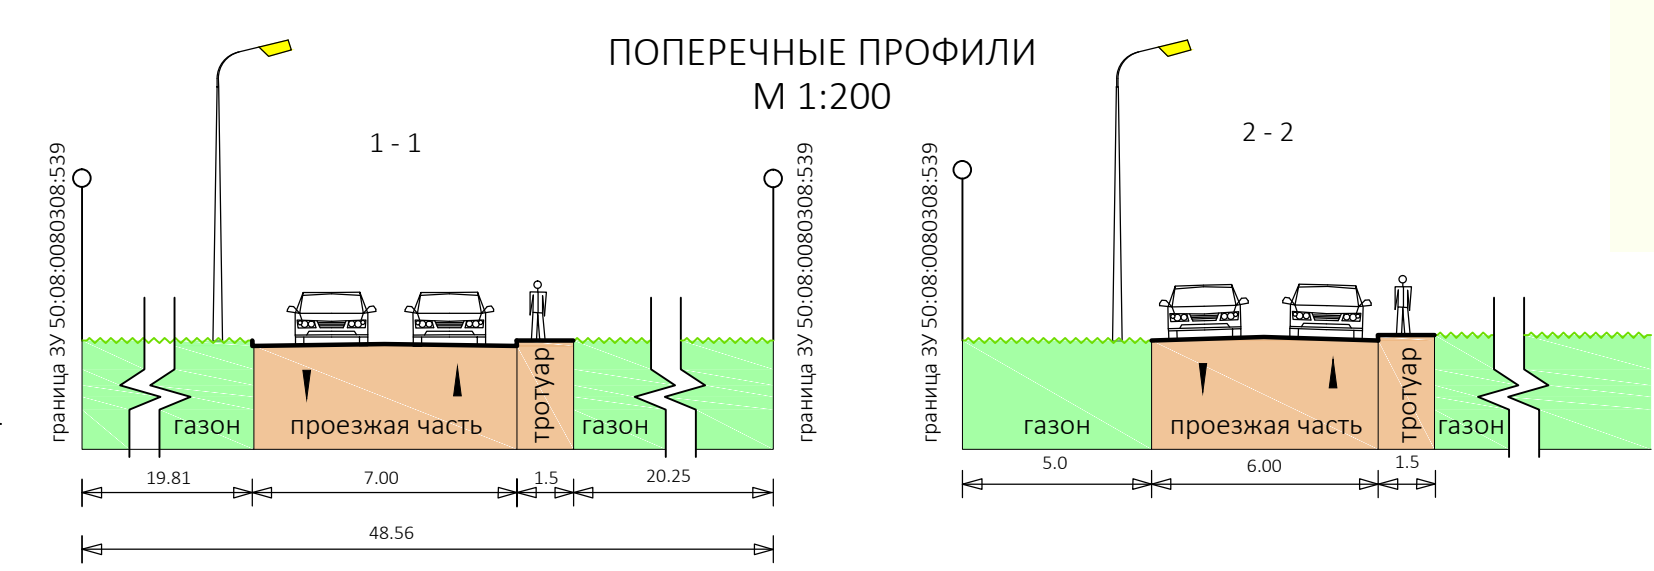 ПОПЕРЕЧНЫЕ ПРОФИЛИ
М 1:200
1 - 1
граница ЗУ 50:08:0080308:539
граница ЗУ 50:08:0080308:539
газон
проезжая часть
тротуар
газон
19.81
7.00
1.5
20.25
48.56
2 - 2
граница ЗУ 50:08:0080308:539
газон
проезжая часть
тротуар
газон
5.0
6.00
1.5